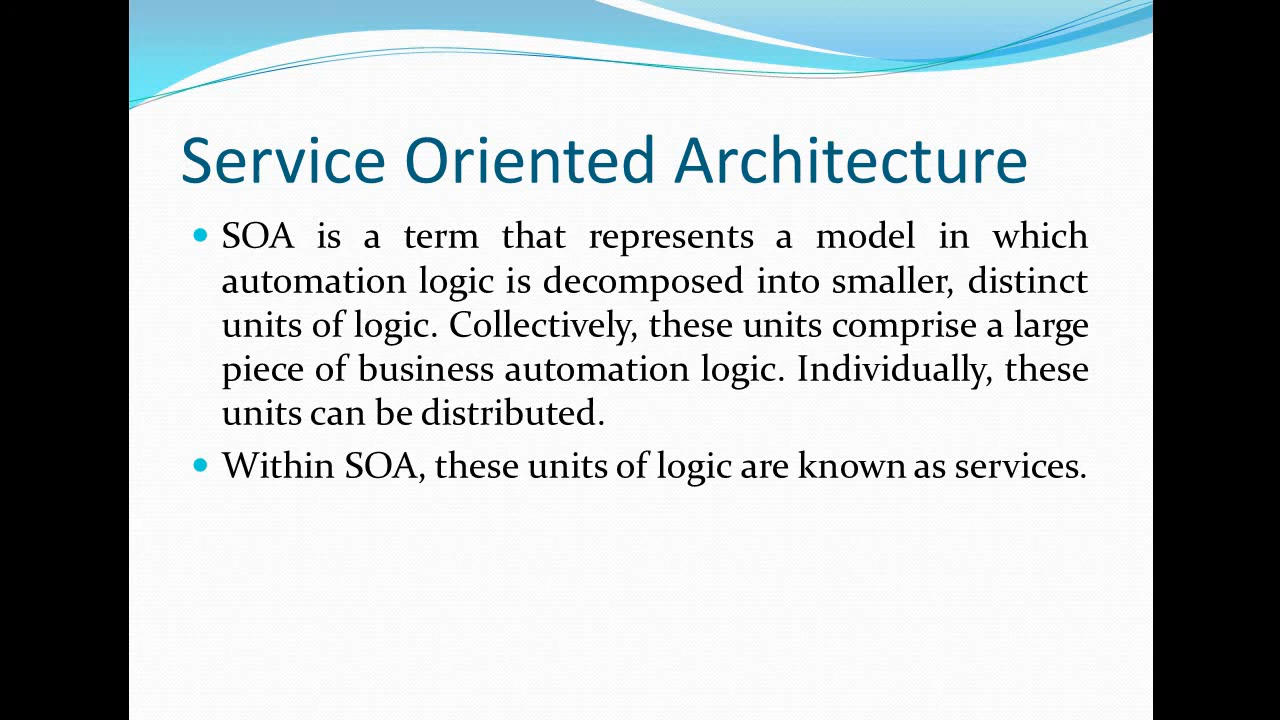 Service Oriented Architecture
• SOA is a term that represents a model in which
automation logic is decomposed into smaller, distinct
units of logic. Collectively, these units comprise a large
piece of business automation logic. Individually, these
units can be distributed.
• Within SOA, these units of logic are known as services.